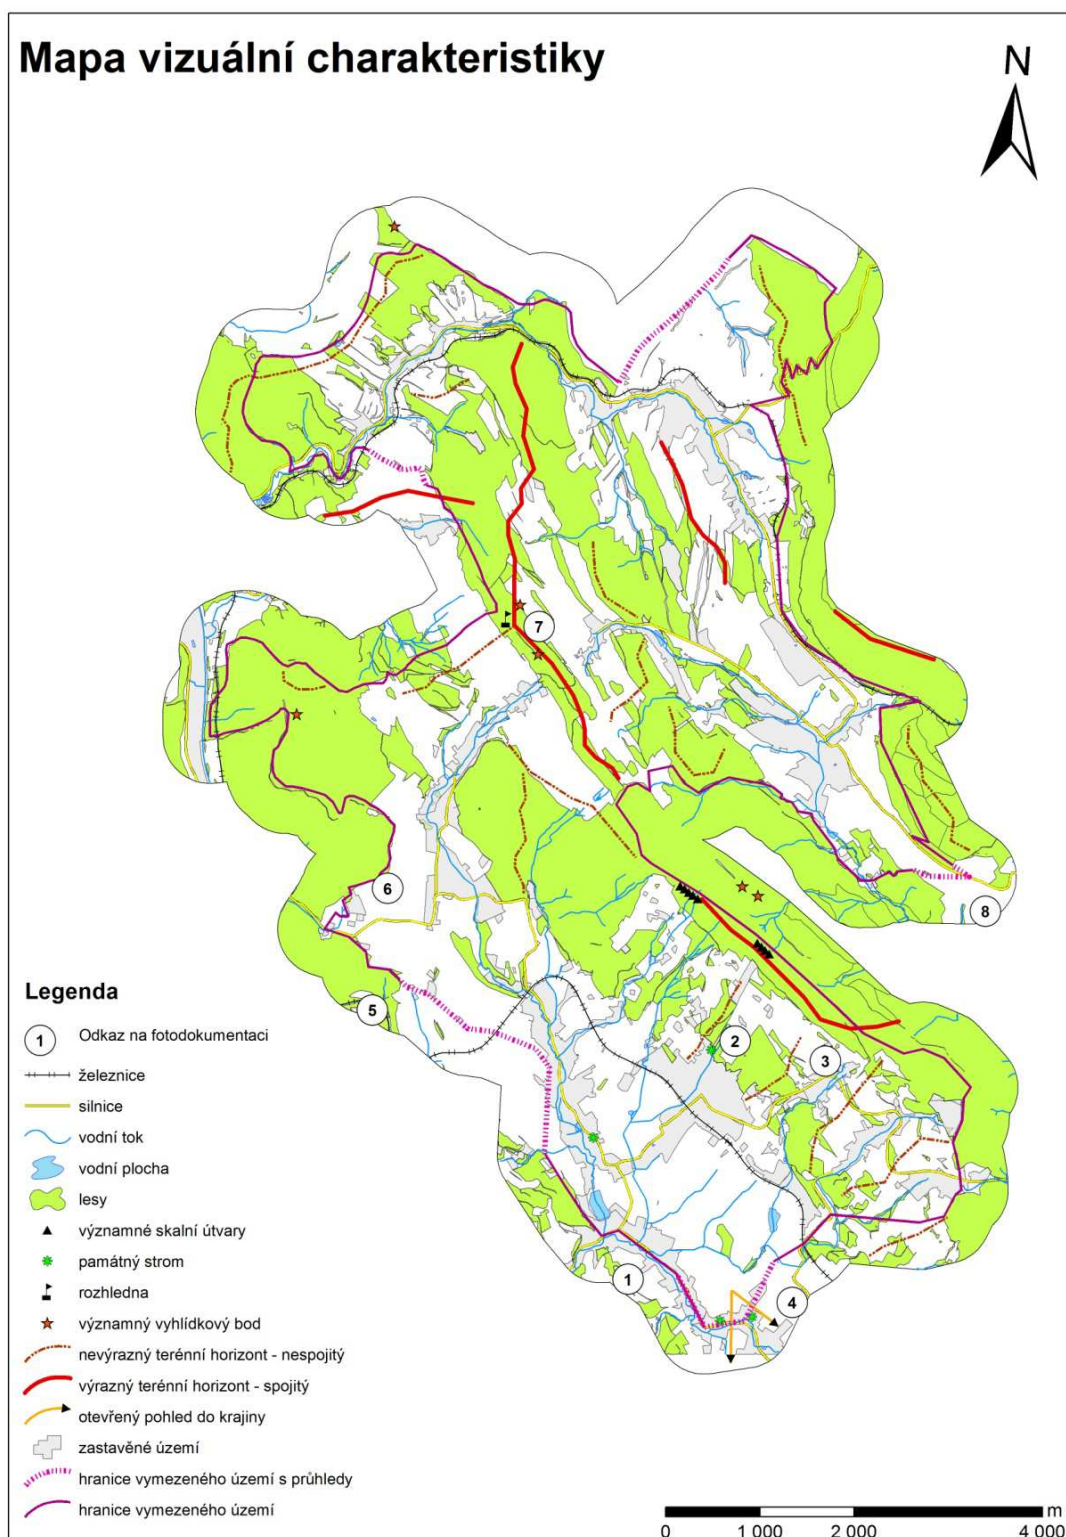 Mapa vizuální charakteristiky
N
7
6
8
5
2
3
1
4
Legenda
1 Odkaz na fotodokumentaci
železnice
silnice
vodní tok
vodní plocha
lesy
významné skalní útvary
památný strom
rozhledna
významný vyhlídkový bod
nevýrazný terénní horizont - nespojitý
výrazný terénní horizont - spojitý
otevřený pohled do krajiny
zastavěné území
hranice vymezeného území s průhledy
hranice vymezeného území
m
0 1 000 2 000 4 000